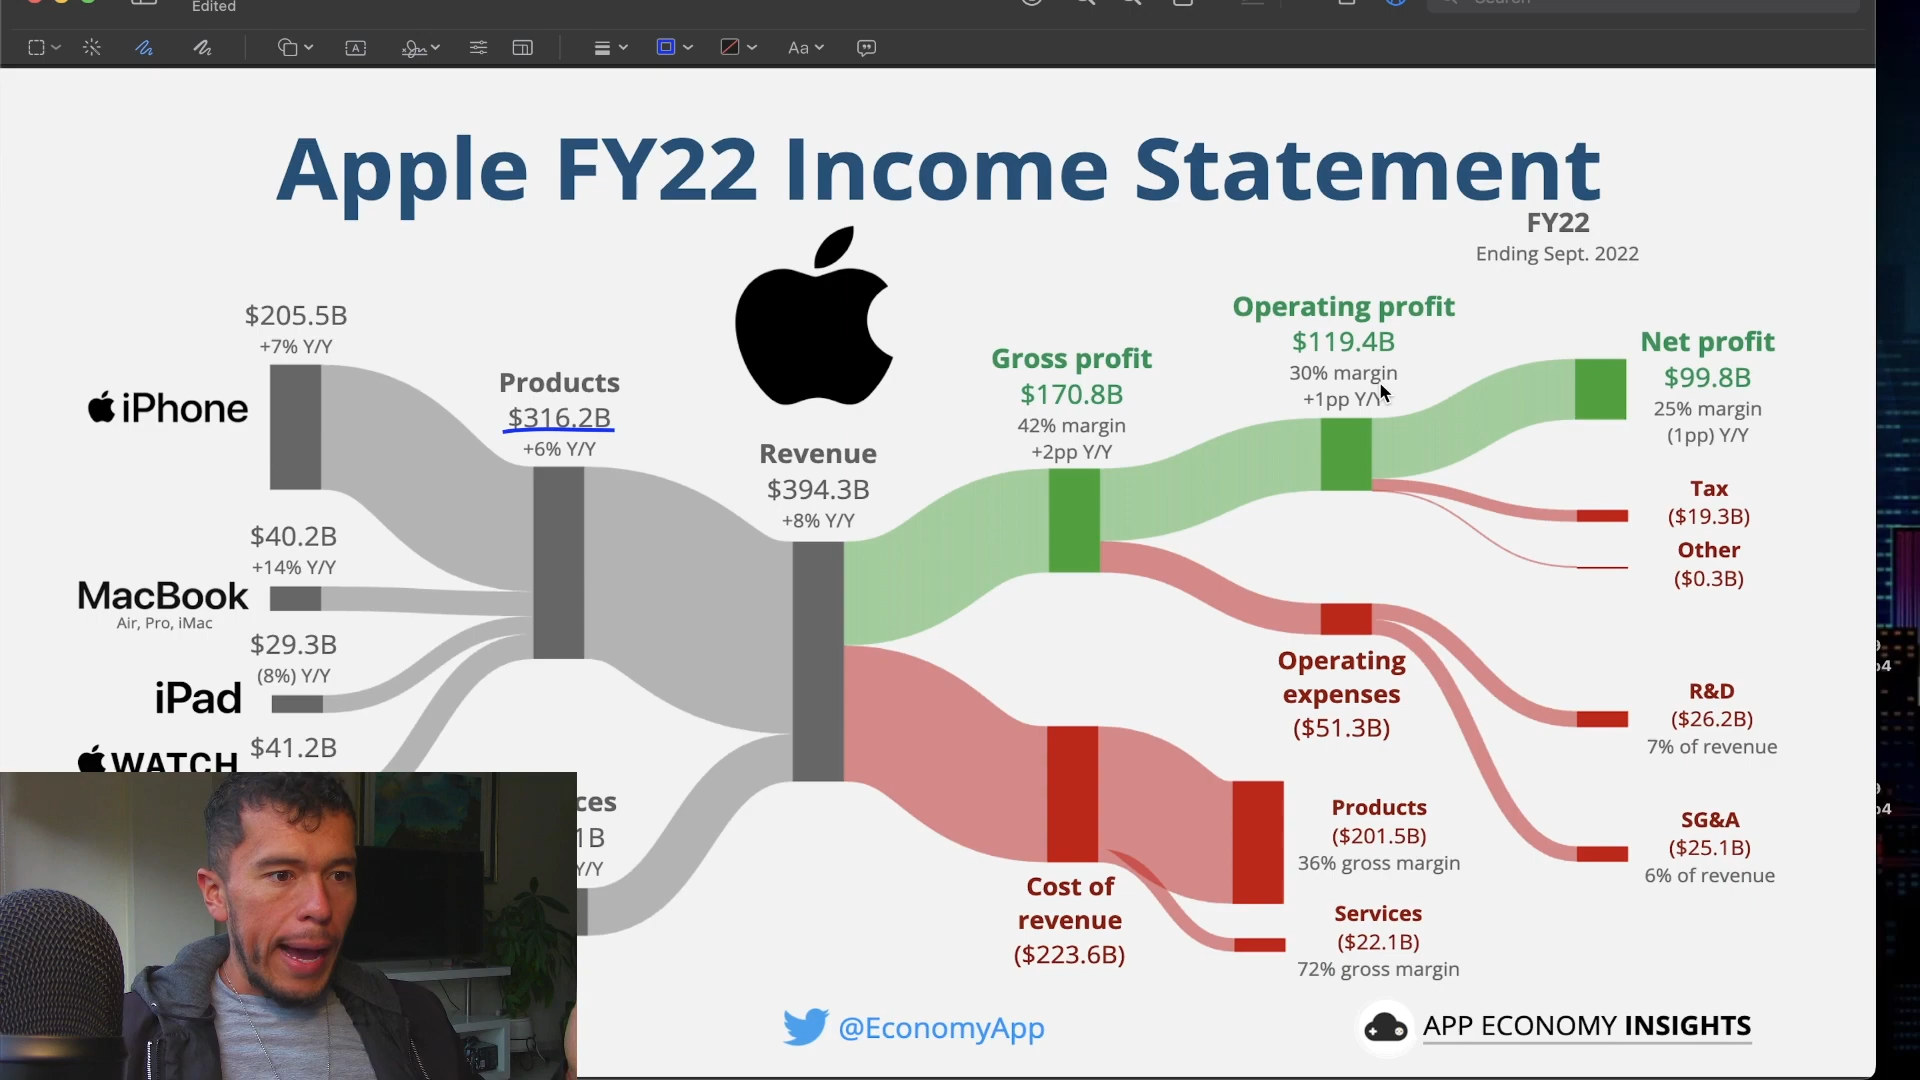 Edited
Search
Aa
Apple FY22 Income Statement
FY22
Ending Sept. 2022
$205.5B
+7% Y/Y
iPhone
$40.2B
+14% Y/Y
MacBook
Air, Pro, iMac
$29.3B
(8%) Y/Y
iPad
$41.2B
WATCH
Products
$316.2B
+6% Y/Y
ces
1B
Y/Y
Revenue
$394.3B
+8% Y/Y
Gross profit
$170.8B
42% margin
+2pp Y/Y
Operating profit
$119.4B
30% margin
+1pp Y/Y
Net profit
$99.8B
25% margin
(1pp) Y/Y
Tax
($19.3B)
Other
($0.3B)
Operating
expenses
($51.3B)
R&D
($26.2B)
7% of revenue
SG&A
($25.1B)
6% of revenue
Cost of
revenue
($223.6B)
Products
($201.5B)
36% gross margin
Services
($22.1B)
72% gross margin
@EconomyApp
APP ECONOMY INSIGHTS